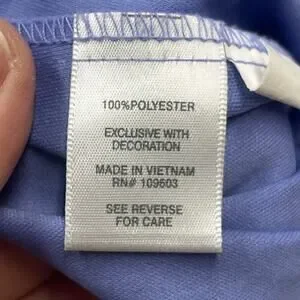 100%POLYESTER
EXCLUSIVE WITH
DECORATION
MADE IN VIETNAM
RN# 109603
SEE REVERSE
FOR CARE